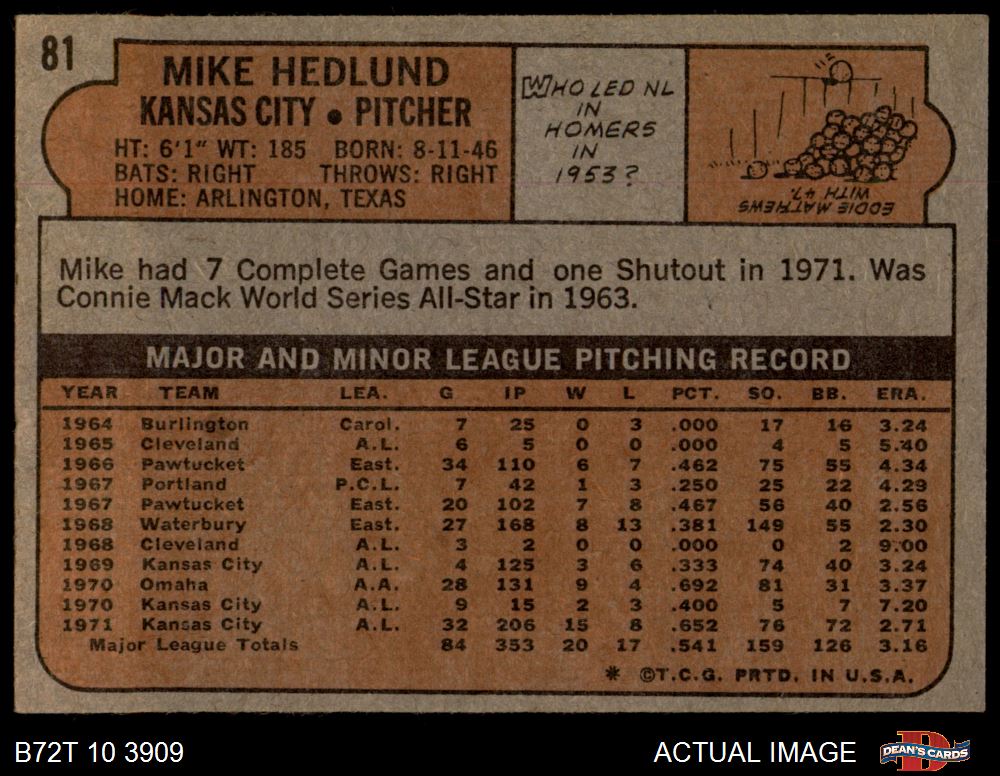 81
MIKE HEDLUND
KANSAS CITY • PITCHER
HT: 6'1" WT: 185 BORN: 8-11-46
BATS: RIGHT THROWS: RIGHT
HOME: ARLINGTON, TEXAS
WHO LED NL
IN
HOMERS
IN
1953?
EDDIE MATHEWS
WITH 47.
Mike had 7 Complete Games and one Shutout in 1971. Was
Connie Mack World Series All-Star in 1963.
MAJOR AND MINOR LEAGUE PITCHING RECORD
YEAR TEAM LEA. G IP W L PCT. SO. BB. ERA.
1964 Burlington Carol. 7 25 0 3 .000 17 16 3.24
1965 Cleveland A.L. 6 5 0 0 .000 4 5 5.40
1966 Pawtucket East. 34 110 6 7 .462 75 55 4.34
1967 Portland P.C.L. 7 42 1 3 .250 25 22 4.29
1967 Pawtucket East. 20 102 7 8 .467 56 40 2.56
1968 Waterbury East. 27 168 8 13 .381 149 55 2.30
1968 Cleveland A.L. 3 2 0 0 .000 0 2 9.00
1969 Kansas City A.L. 4 125 3 6 .333 74 40 3.24
1970 Omaha A.A. 28 131 9 4 .692 81 31 3.37
1970 Kansas City A.L. 9 15 2 3 .400 5 7 7.20
1971 Kansas City A.L. 32 206 15 8 .652 76 72 2.71
Major League Totals 84 353 20 17 .541 159 126 3.16
* ©T.C.G. PRTD. IN U.S.A.
B72T 10 3909 ACTUAL IMAGE DEAN'S CARDS